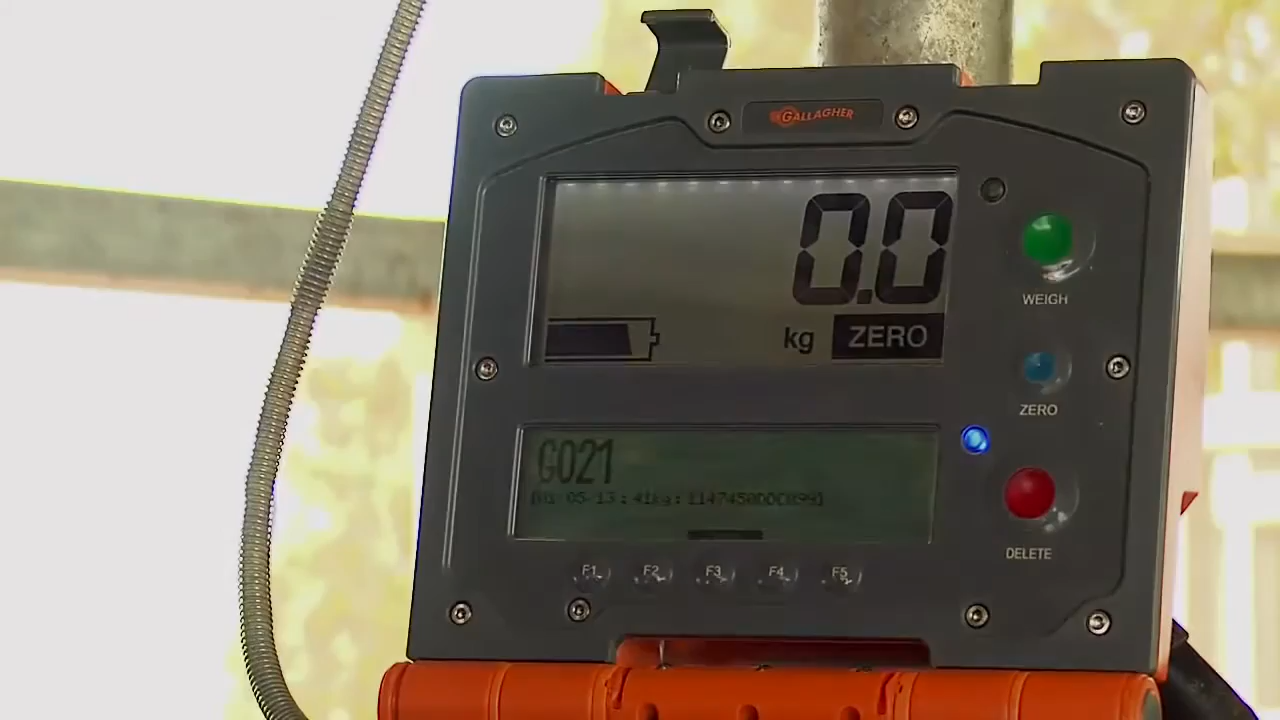 GALLAGHER
0.0
kg ZERO
WEIGH
ZERO
G021
DELETE
F1 F2 F3 F4 F5